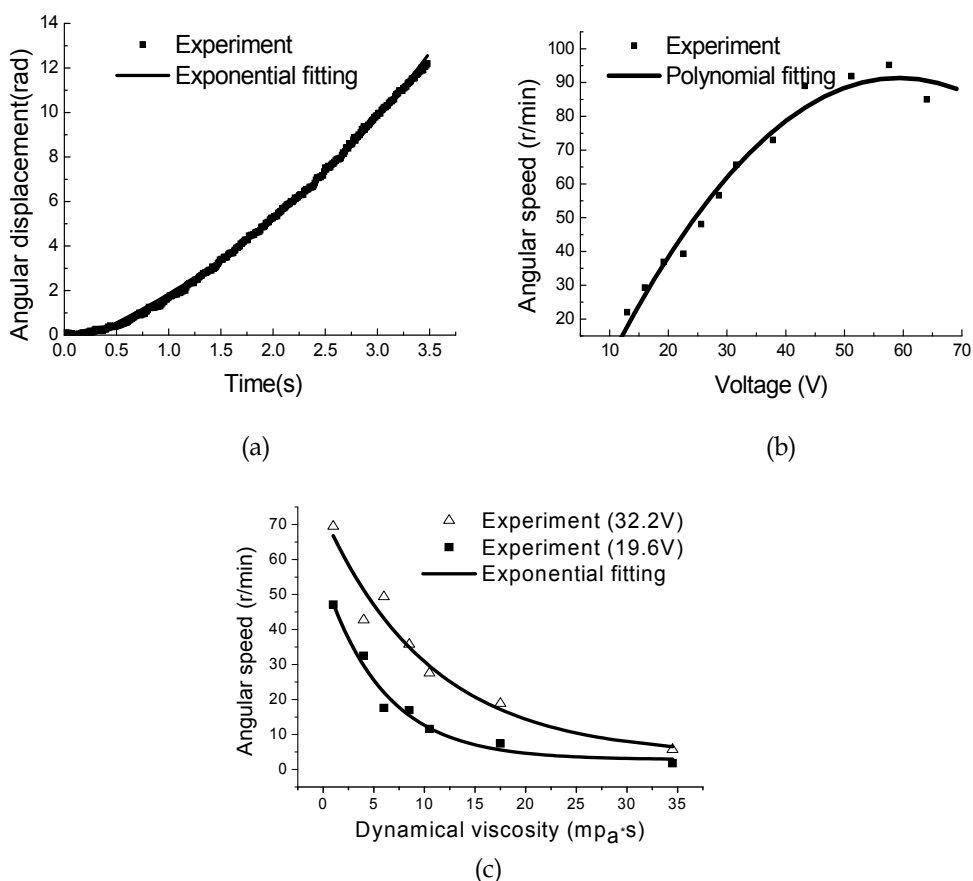 14
12
10
8
6
4
2
0
Angular displacement(rad)
Experiment
Exponential fitting
0.0 0.5 1.0 1.5 2.0 2.5 3.0 3.5
Time(s)
(a)
100
90
80
70
60
50
40
30
20
Angular speed (r/min)
Experiment
Polynomial fitting
10 20 30 40 50 60 70
Voltage (V)
(b)
70
60
50
40
30
20
10
0
Angular speed (r/min)
Experiment (32.2V)
Experiment (19.6V)
Exponential fitting
0 5 10 15 20 25 30 35
Dynamical viscosity (mpa·s)
(c)